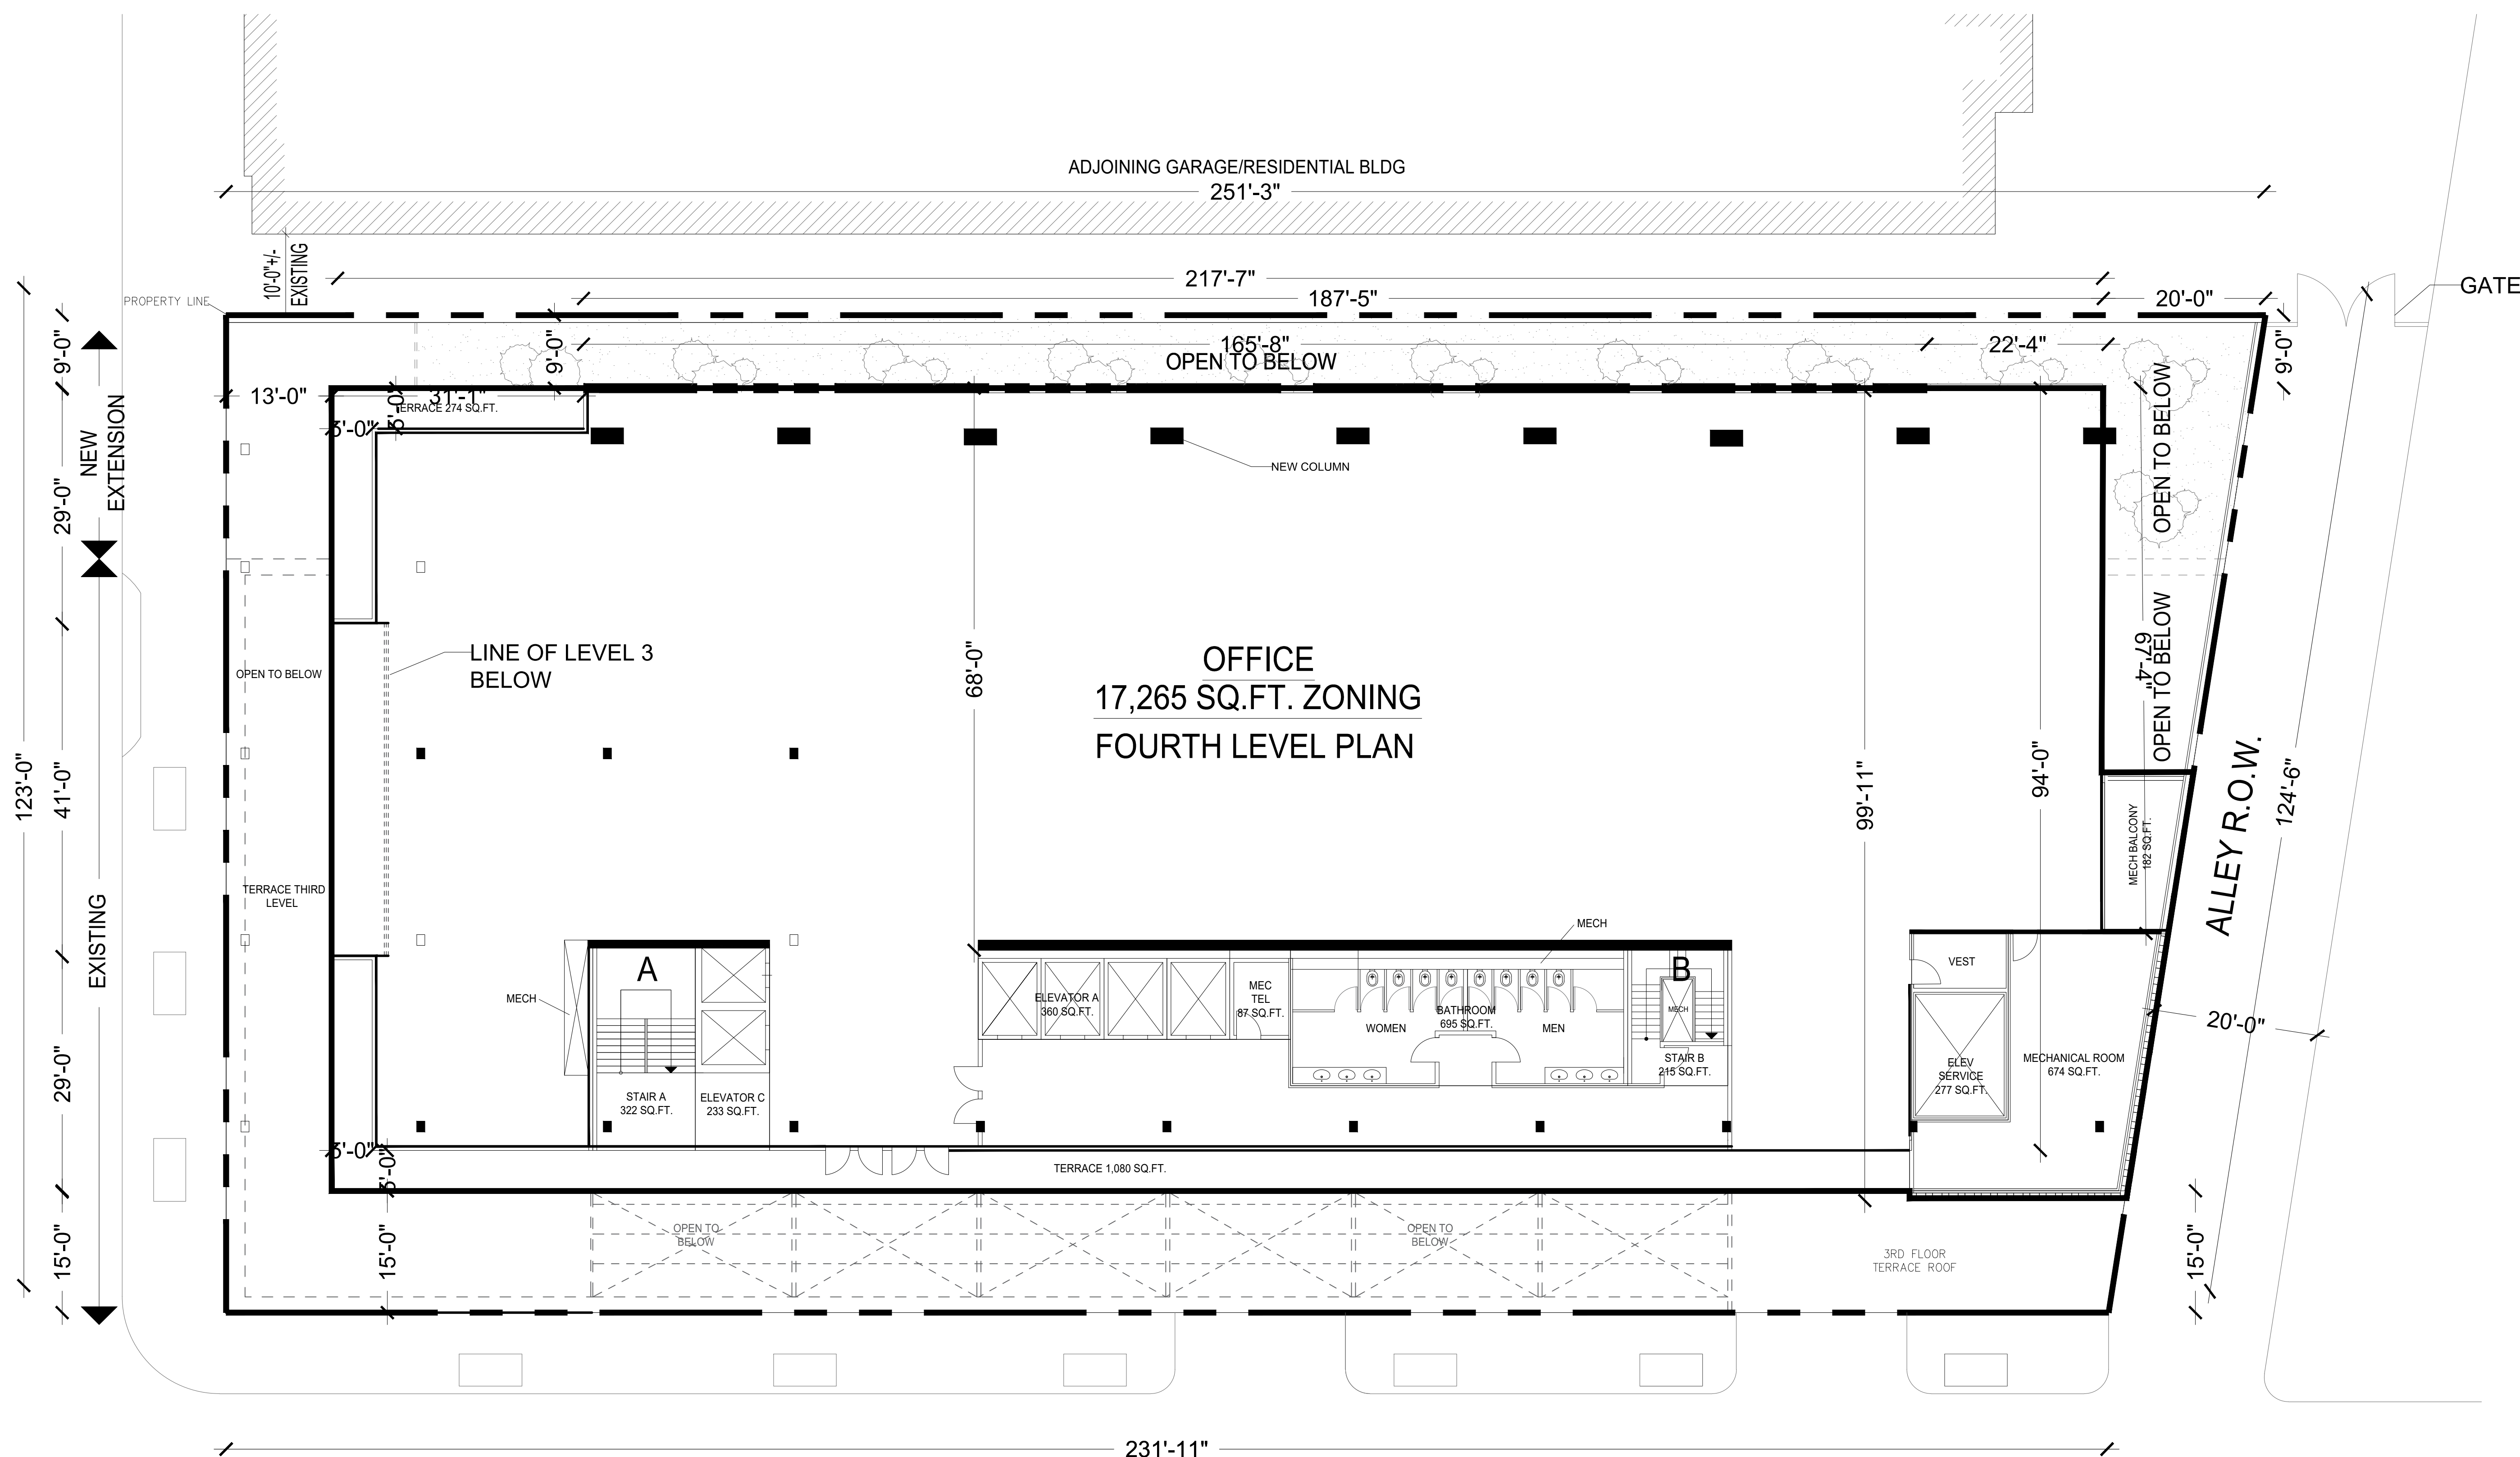 ADJOINING GARAGE/RESIDENTIAL BLDG
251'-3"
10'-0"+/-
EXISTING
217'-7"
187'-5"
20'-0"
GATE
PROPERTY LINE
9'-0"
9'-0"
165'-8"
22'-4"
9'-0"
OPEN TO BELOW
13'-0"
31'-1"
TERRACE 274 SQ.FT.
NEW
EXTENSION
29'-0"
NEW COLUMN
OPEN TO BELOW
OPEN TO BELOW
67'-4"
LINE OF LEVEL 3
BELOW
OPEN TO BELOW
68'-0"
OFFICE
17,265 SQ.FT. ZONING
FOURTH LEVEL PLAN
123'-0"
41'-0"
99'-11"
94'-0"
ALLEY R.O.W.
124'-6"
MECH BALCONY
182 SQ.FT.
EXISTING
TERRACE THIRD
LEVEL
MECH
A
MECH
ELEVATOR A
360 SQ.FT.
MEC
TEL
87 SQ.FT.
BATHROOM
695 SQ.FT.
WOMEN
MEN
B
MECH
VEST
20'-0"
29'-0"
STAIR A
322 SQ.FT.
ELEVATOR C
233 SQ.FT.
STAIR B
215 SQ.FT.
ELEV
SERVICE
277 SQ.FT.
MECHANICAL ROOM
674 SQ.FT.
TERRACE 1,080 SQ.FT.
15'-0"
15'-0"
OPEN TO
BELOW
OPEN TO
BELOW
3RD FLOOR
TERRACE ROOF
15'-0"
231'-11"